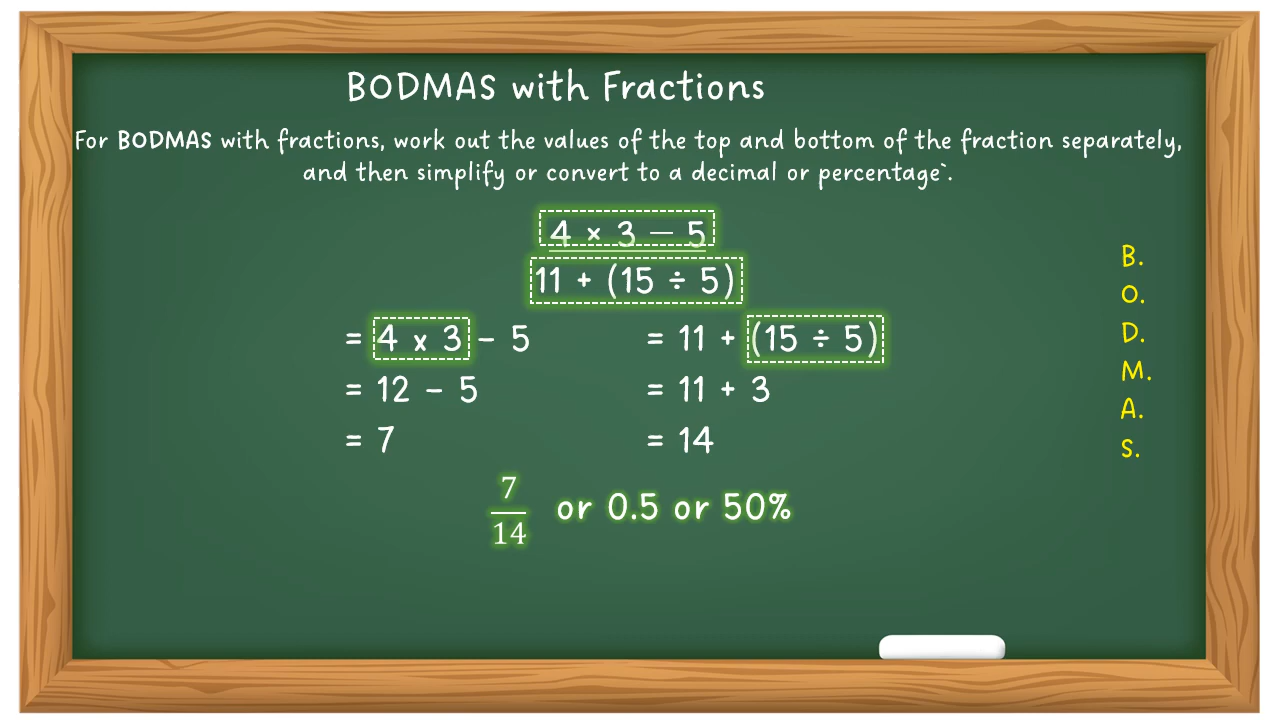 BODMAS with Fractions
For BODMAS with fractions, work out the values of the top and bottom of the fraction separately,
and then simplify or convert to a decimal or percentage`.
4 × 3 — 5
11 + (15 ÷ 5)
= 4 x 3 - 5
= 12 - 5
= 7
= 11 + (15 ÷ 5)
= 11 + 3
= 14
7
14
or 0.5 or 50%
B.
O.
D.
M.
A.
S.